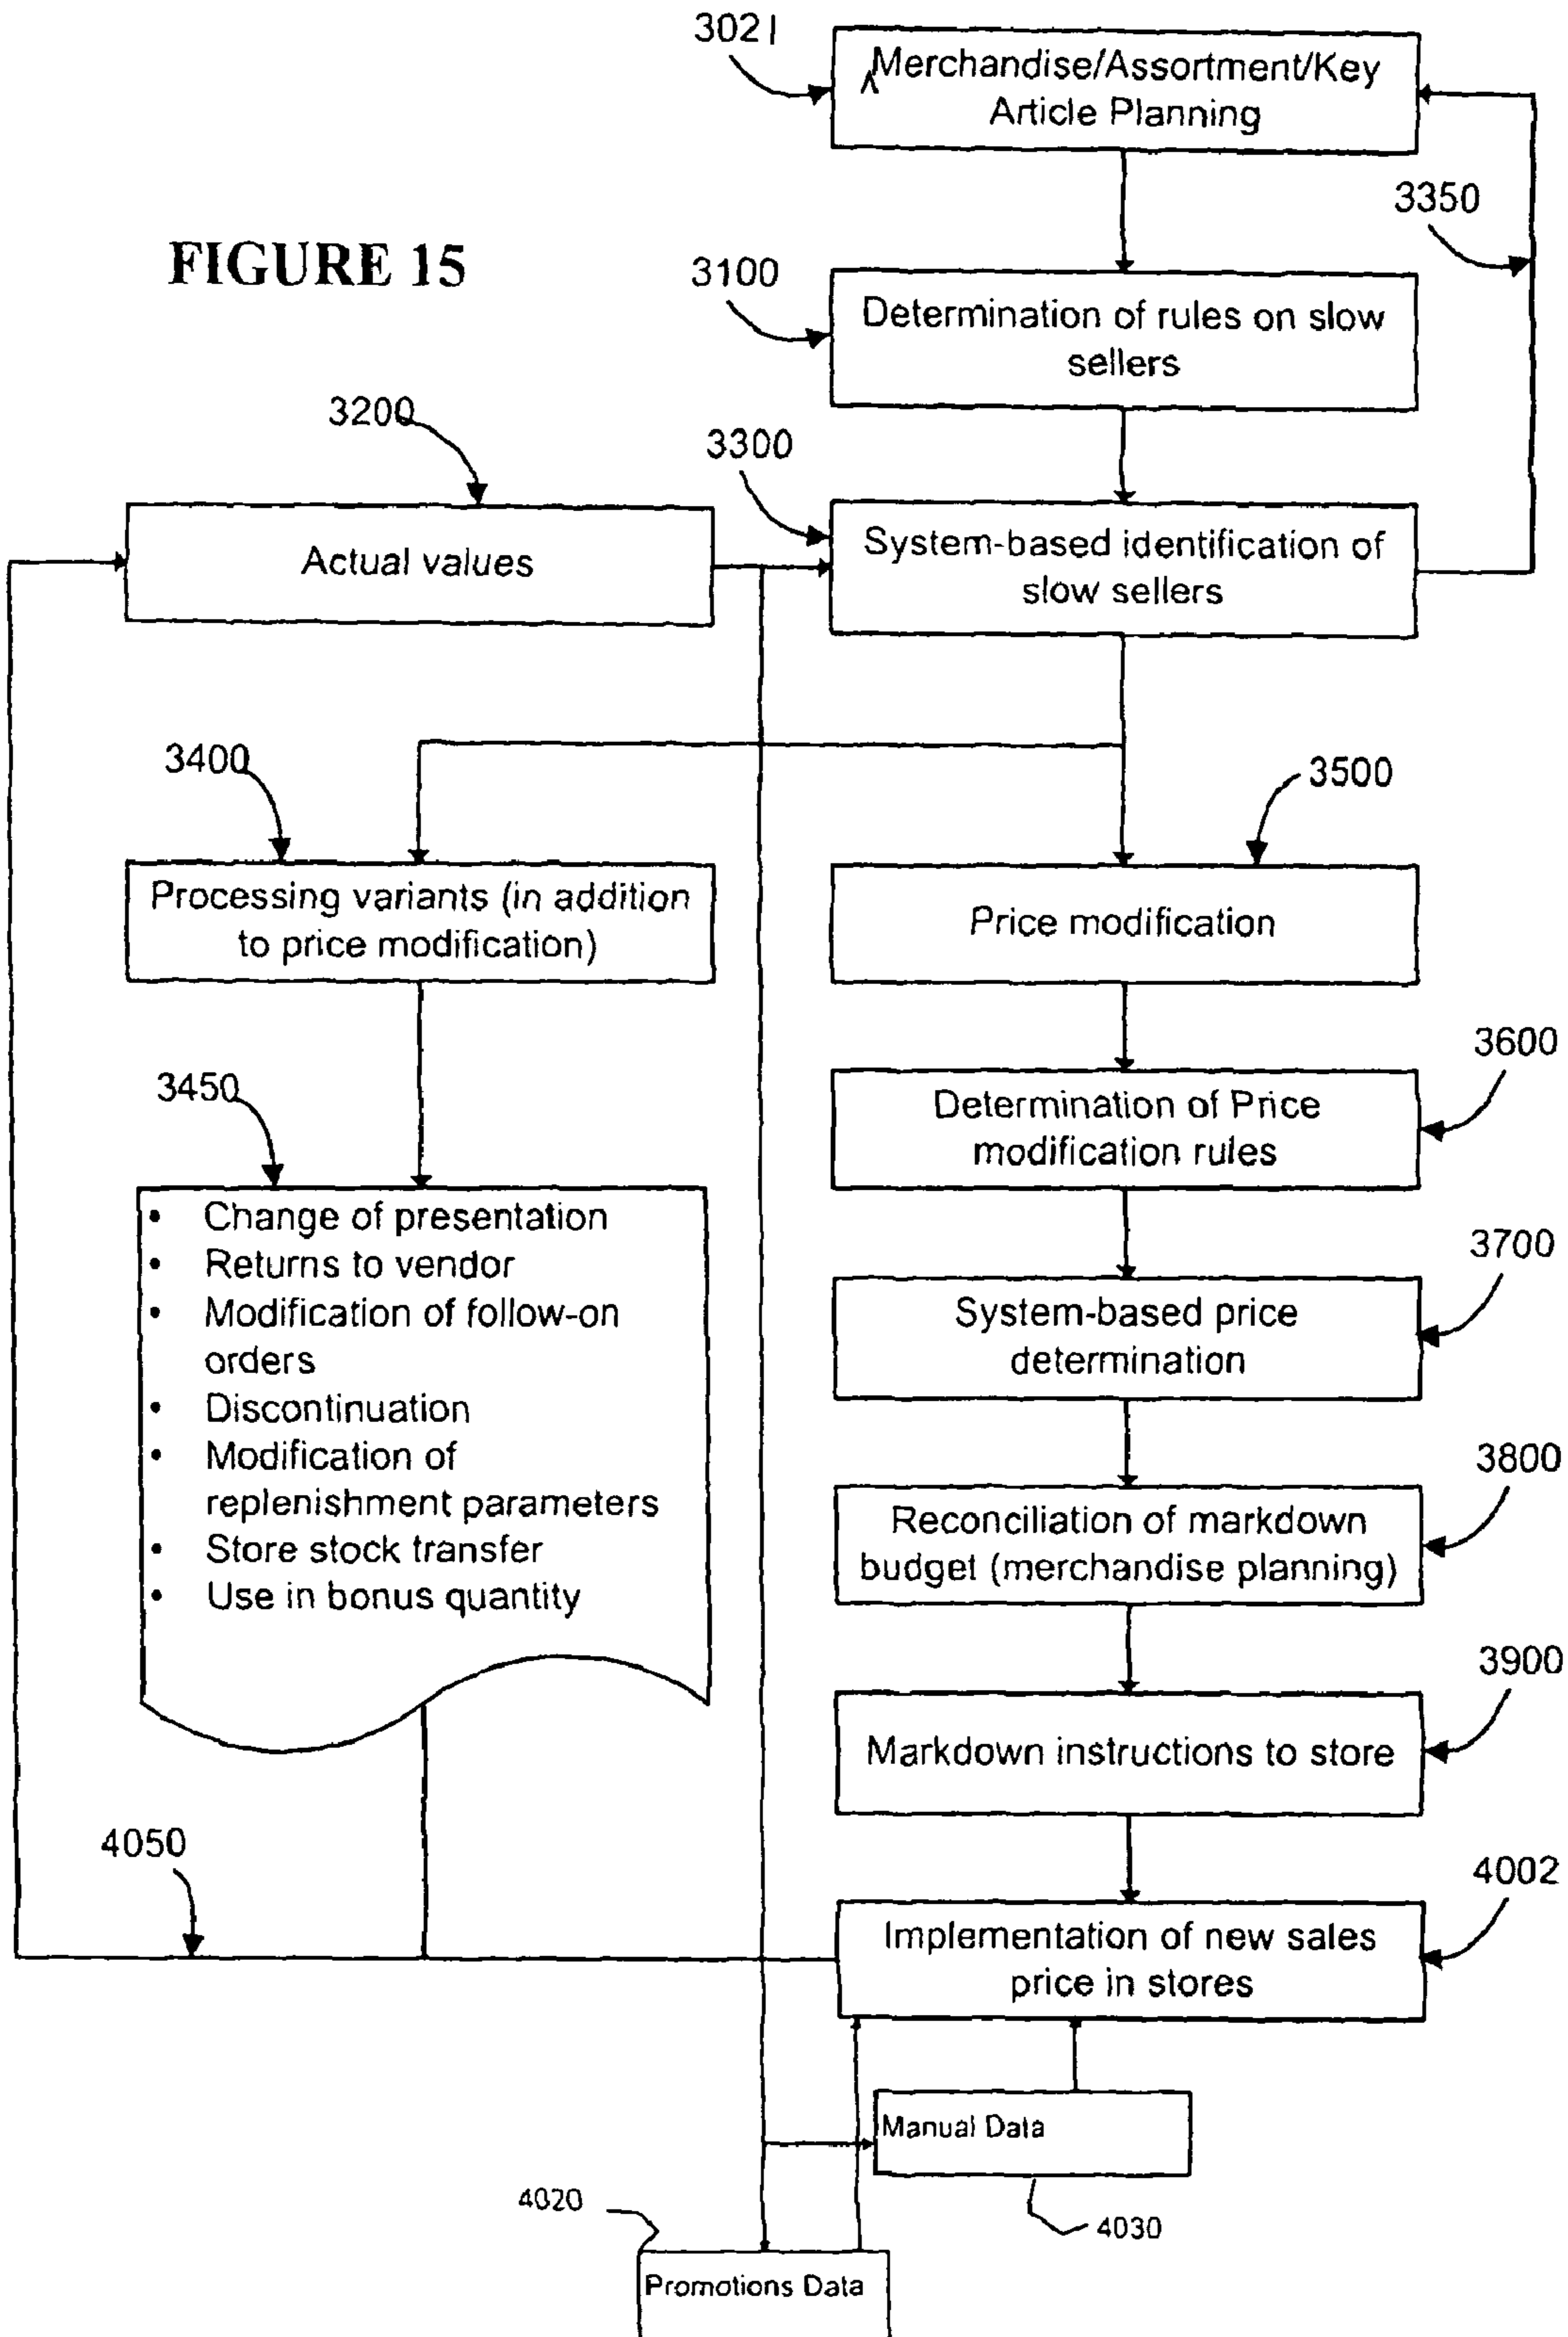 3021
^Merchandise/Assortment/Key
Article Planning
3350
FIGURE 15
3100
Determination of rules on slow
sellers
3200
3300
Actual values
System-based identification of
slow sellers
3400
3500
Processing variants (in addition
to price modification)
Price modification
3600
Determination of Price
modification rules
3450
• Change of presentation
• Returns to vendor
• Modification of follow-on
orders
• Discontinuation
• Modification of
replenishment parameters
• Store stock transfer
• Use in bonus quantity
3700
System-based price
determination
3800
Reconciliation of markdown
budget (merchandise planning)
3900
Markdown instructions to store
4050
4002
Implementation of new sales
price in stores
Manual Data
4030
4020
Promotions Data